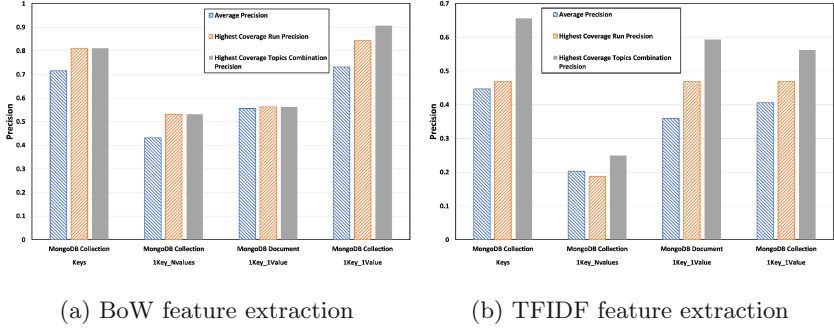 1
0.9
0.8
0.7
0.6
0.5
0.4
0.3
0.2
0.1
0
Precision
Average Precision
Highest Coverage Run Precision
Highest Coverage Topics Combination
Precision
MongoDB Collection MongoDB Collection MongoDB Document MongoDB Collection
Keys 1Key_Nvalues 1Key_1Value 1Key_1Value
(a) BoW feature extraction
0.7
0.6
0.5
0.4
0.3
0.2
0.1
0
Precision
Average Precision
Highest Coverage Run Precision
Highest Coverage Topics Combination
Precision
MongoDB Collection MongoDB Collection MongoDB Document MongoDB Collection
Keys 1Key_Nvalues 1Key_1Value 1Key_1Value
(b) TFIDF feature extraction